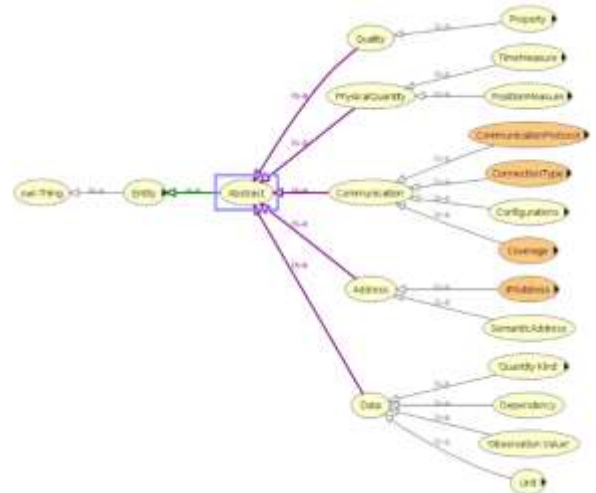 Property
Quality
TimeMeasure
PhysicalQuantity
PositionMeasure
CommunicationProtocol
ConnectionType
owl:Thing
Entity
Abstract
Communication
Configurations
Coverage
Address
IPAddress
SemanticAddress
'Quantity Kind'
Data
Dependency
'Observation Value'
Unit